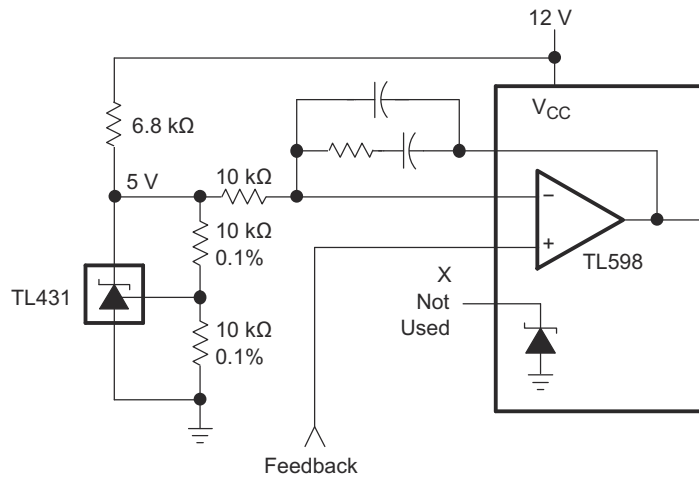 12 V
V_CC
6.8 kΩ
5 V
10 kΩ
10 kΩ
0.1%
TL431
10 kΩ
0.1%
−
+
TL598
X
Not
Used
Feedback